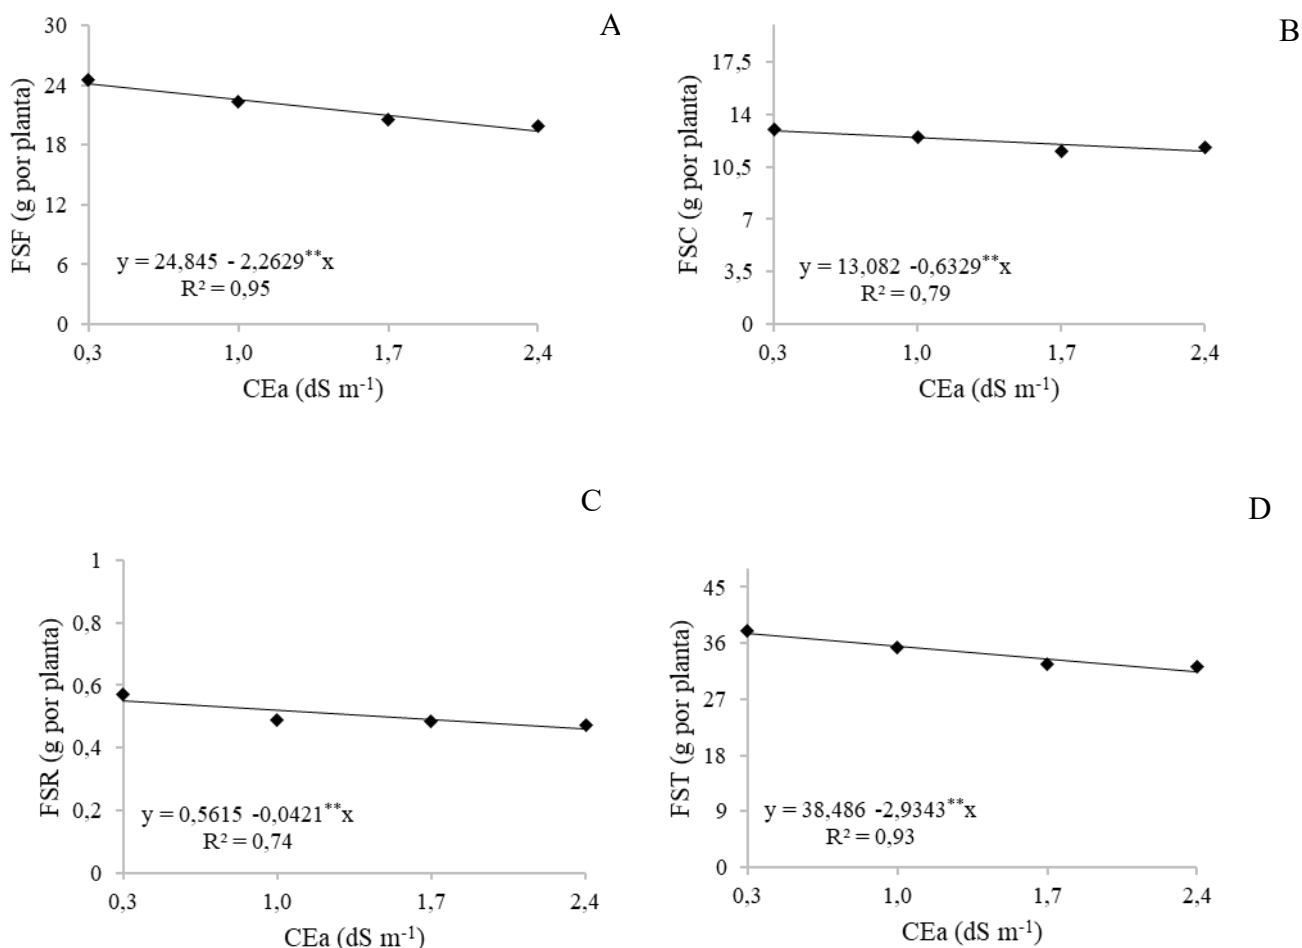 A
FSF (g por planta)
30
24
18
12
6
0
y = 24,845 - 2,2629**x
R² = 0,95
0,3 1,0 1,7 2,4
CEa (dS m⁻¹)
B
FSC (g por planta)
17,5
14
10,5
7
3,5
0
y = 13,082 -0,6329**x
R² = 0,79
0,3 1,0 1,7 2,4
CEa (dS m⁻¹)
C
FSR (g por planta)
1
0,8
0,6
0,4
0,2
0
y = 0,5615 -0,0421**x
R² = 0,74
0,3 1,0 1,7 2,4
CEa (dS m⁻¹)
D
FST (g por planta)
45
36
27
18
9
0
y = 38,486 -2,9343**x
R² = 0,93
0,3 1,0 1,7 2,4
CEa (dS m⁻¹)